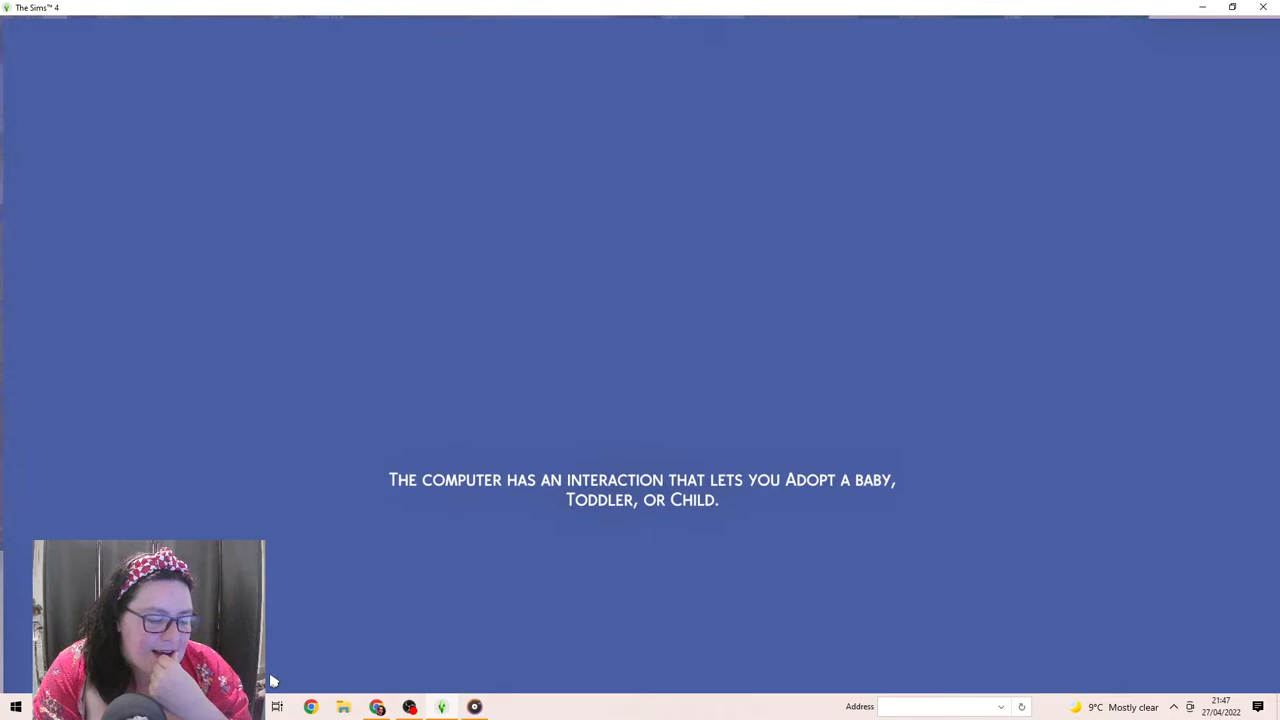 The Sims™ 4
The computer has an interaction that lets you Adopt a baby,
Toddler, or Child.
Address
9°C Mostly clear
21:47
27/04/2022